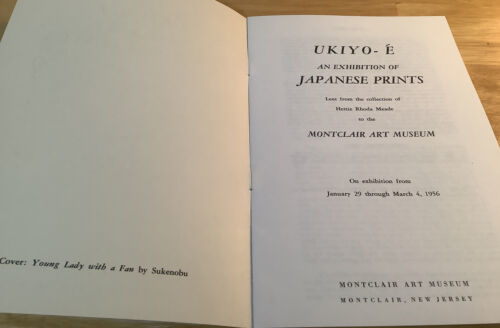 Cover: Young Lady with a Fan by Sukenobu
UKIYO-É
AN EXHIBITION OF
JAPANESE PRINTS
Lent from the collection of
Hettie Rhoda Meade
to the
MONTCLAIR ART MUSEUM
On exhibition from
January 29 through March 4, 1956
MONTCLAIR ART MUSEUM
MONTCLAIR, NEW JERSEY